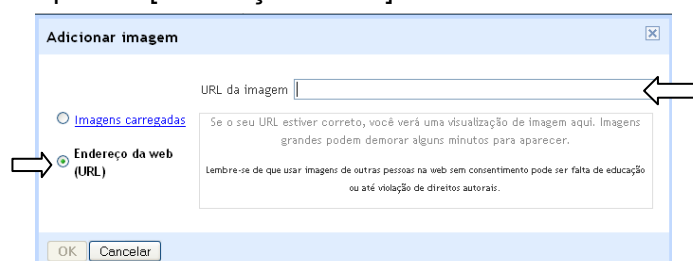 Adicionar imagem
URL da imagem
Imagens carregadas
Se o seu URL estiver correto, você verá uma visualização de imagem aqui. Imagens
grandes podem demorar alguns minutos para aparecer.
Endereço da web
(URL)
Lembre-se de que usar imagens de outras pessoas na web sem consentimento pode ser falta de educação
ou até violação de direitos autorais.
OK
Cancelar